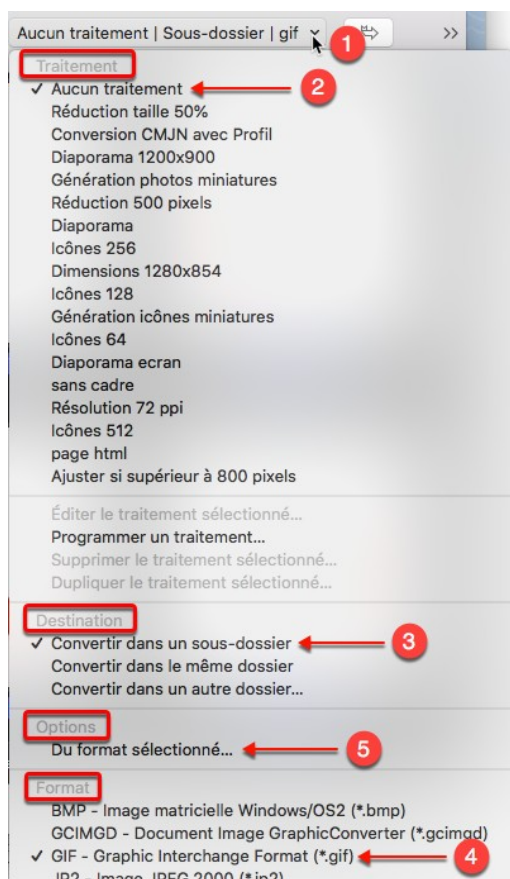 Aucun traitement | Sous-dossier | gif
1
>>
Traitement
✓ Aucun traitement
2
Réduction taille 50%
Conversion CMJN avec Profil
Diaporama 1200x900
Génération photos miniatures
Réduction 500 pixels
Diaporama
Icônes 256
Dimensions 1280x854
Icônes 128
Génération icônes miniatures
Icônes 64
Diaporama ecran
sans cadre
Résolution 72 ppi
Icônes 512
page html
Ajuster si supérieur à 800 pixels
Éditer le traitement sélectionné...
Programmer un traitement...
Supprimer le traitement sélectionné...
Dupliquer le traitement sélectionné...
Destination
✓ Convertir dans un sous-dossier
3
Convertir dans le même dossier
Convertir dans un autre dossier...
Options
Du format sélectionné...
5
Format
BMP - Image matricielle Windows/OS2 (*.bmp)
GCIMGD - Document Image GraphicConverter (*.gcimgd)
✓ GIF - Graphic Interchange Format (*.gif)
4
JP2 - Image JPEG 2000 (*.jp2)